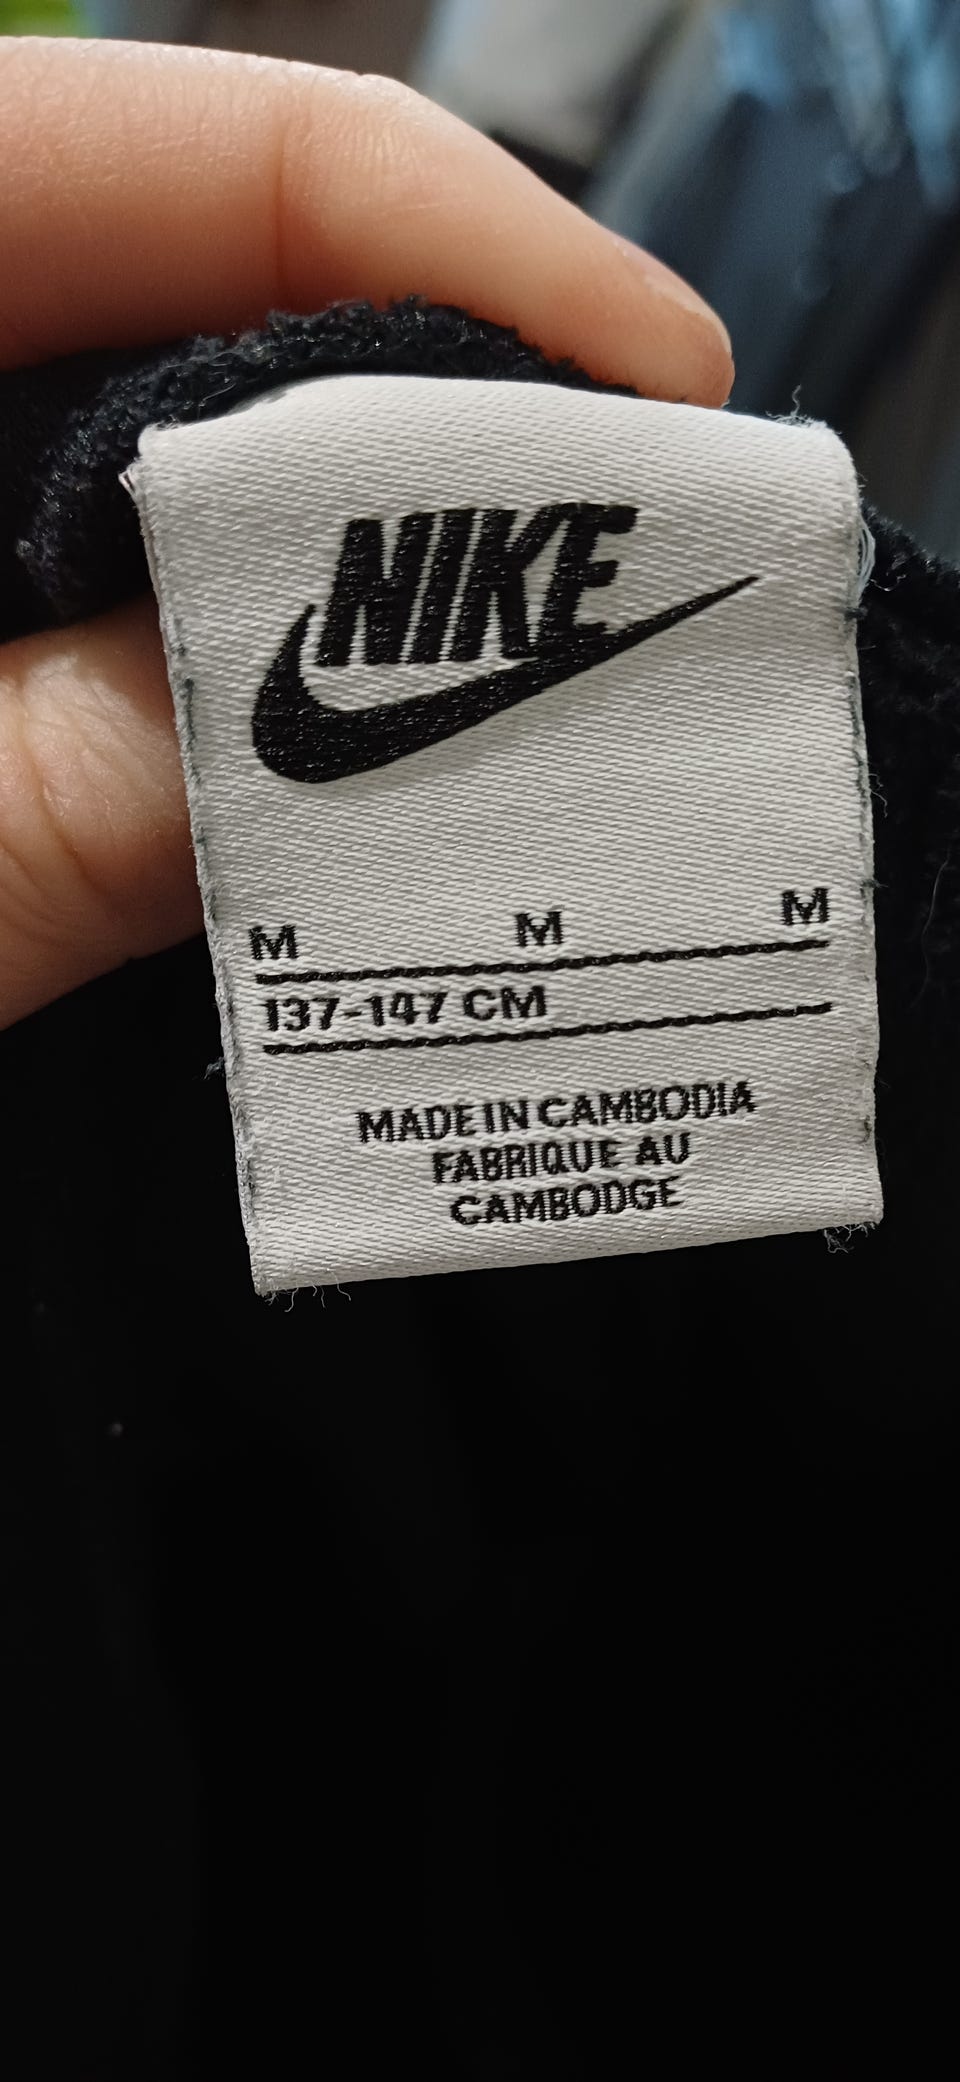 NIKE
M M M
137-147 CM
MADE IN CAMBODIA
FABRIQUE AU
CAMBODGE